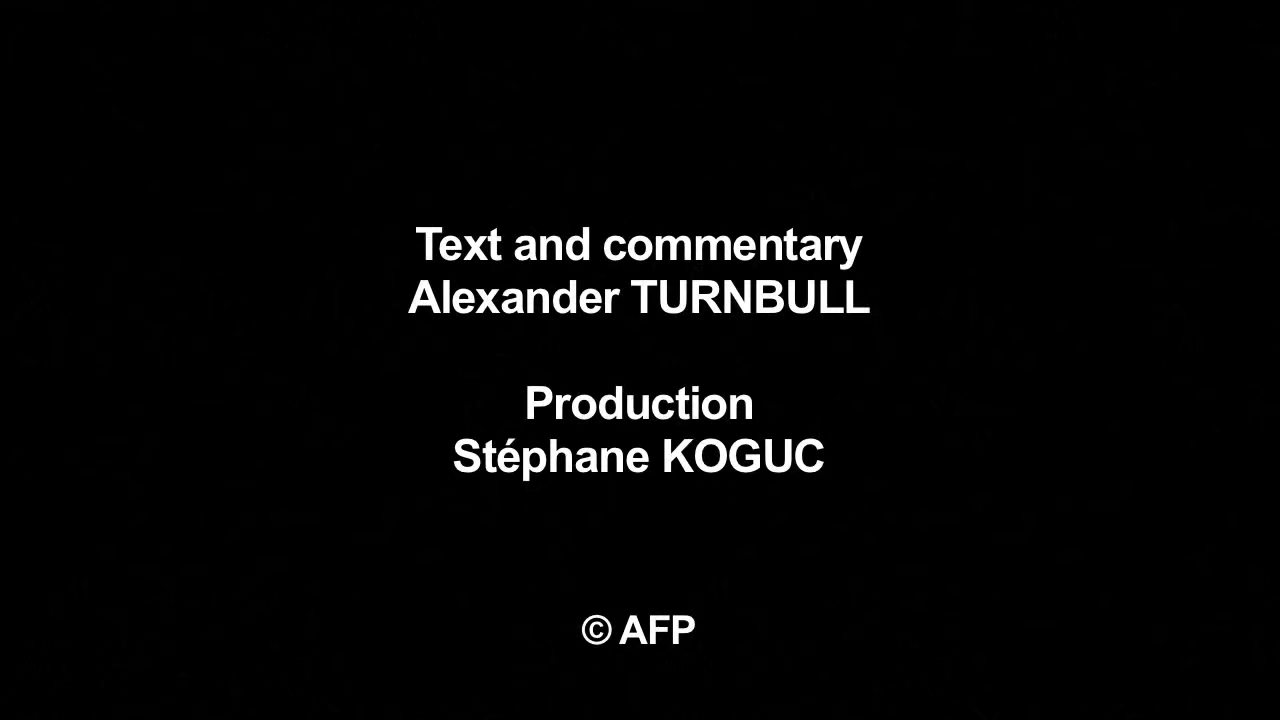 Text and commentary
Alexander TURNBULL
Production
Stéphane KOGUC
© AFP